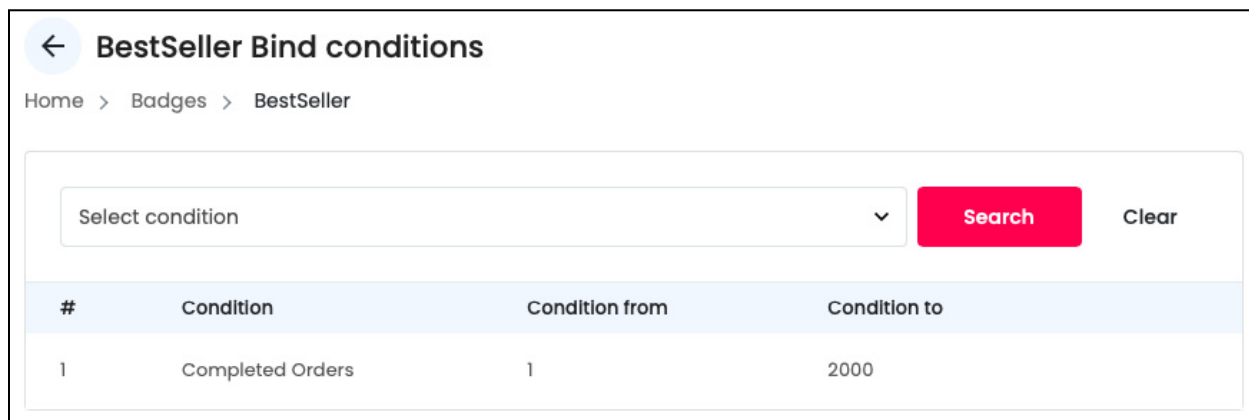 BestSeller Bind conditions
Home > Badges > BestSeller
Select condition Search Clear
# Condition Condition from Condition to
1 Completed Orders 1 2000